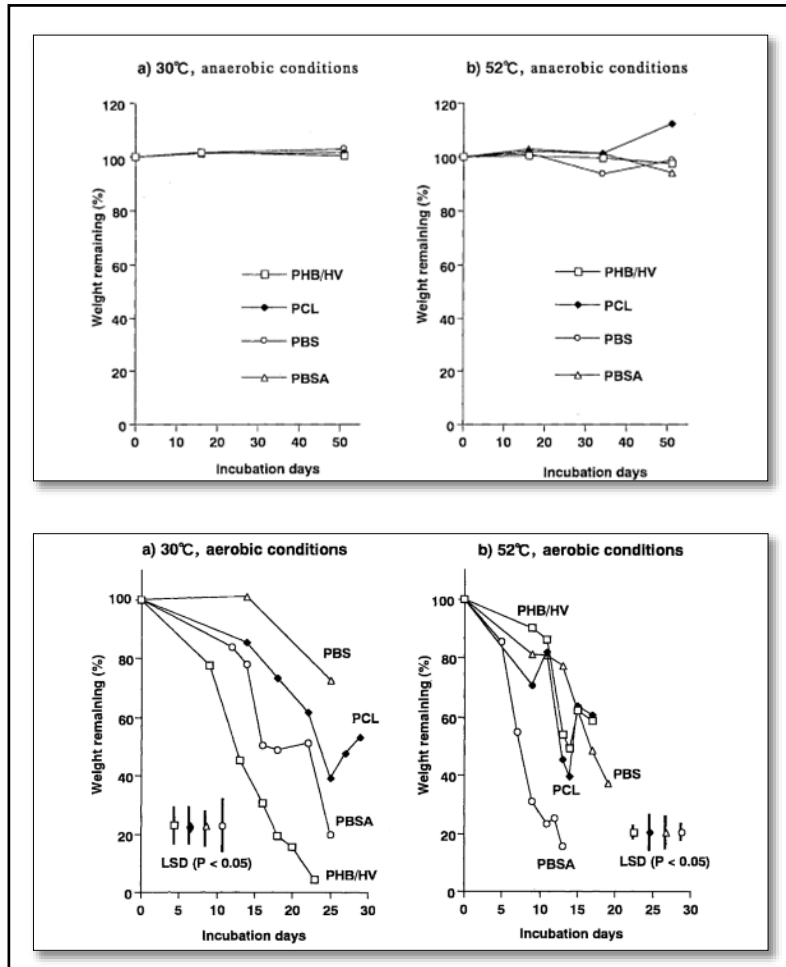 a) 30℃, anaerobic conditions
b) 52℃, anaerobic conditions
120
100
80
60
40
20
0
Weight remaining (%)
PHB/HV
PCL
PBS
PBSA
0 10 20 30 40 50
Incubation days
120
100
80
60
40
20
0
Weight remaining (%)
PHB/HV
PCL
PBS
PBSA
0 10 20 30 40 50
Incubation days
a) 30℃, aerobic conditions
b) 52℃, aerobic conditions
100
80
60
40
20
0
Weight remaining (%)
PBS
PCL
PBSA
PHB/HV
LSD (P < 0.05)
0 5 10 15 20 25 30
Incubation days
100
80
60
40
20
0
Weight remaining (%)
PHB/HV
PBS
PCL
PBSA
LSD (P < 0.05)
0 5 10 15 20 25 30
Incubation days